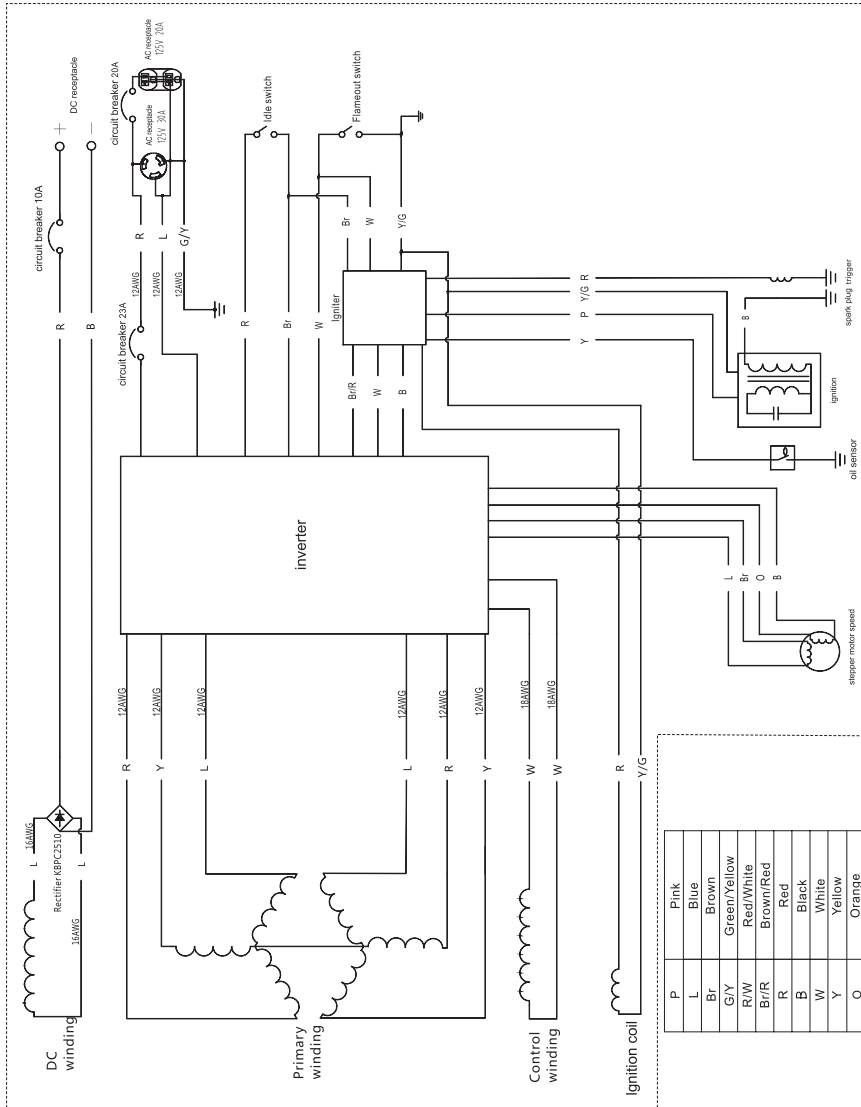 DC receptacle
+
−
circuit breaker 10A
R
B
Rectifier KBPC2510
16AWG
L
L
16AWG
DC
winding
AC receptacle
125V 20A
circuit breaker 20A
AC receptacle
125V 30A
R
L
G/Y
12AWG
12AWG
12AWG
circuit breaker 23A
Idle switch
Flameout switch
R
Br
W
Br
W
Y/G
Igniter
Br/R
W
B
R
Y/G
P
Y
spark plug trigger
B
ignition
oil sensor
inverter
L
Br
O
B
stepper motor speed
12AWG
12AWG
12AWG
12AWG
12AWG
12AWG
18AWG
18AWG
R
Y
L
L
R
Y
W
W
R
Y/G
Primary
winding
Control
winding
Ignition coil
P Pink
L Blue
Br Brown
G/Y Green/Yellow
R/W Red/White
Br/R Brown/Red
R Red
B Black
W White
Y Yellow
O Orange